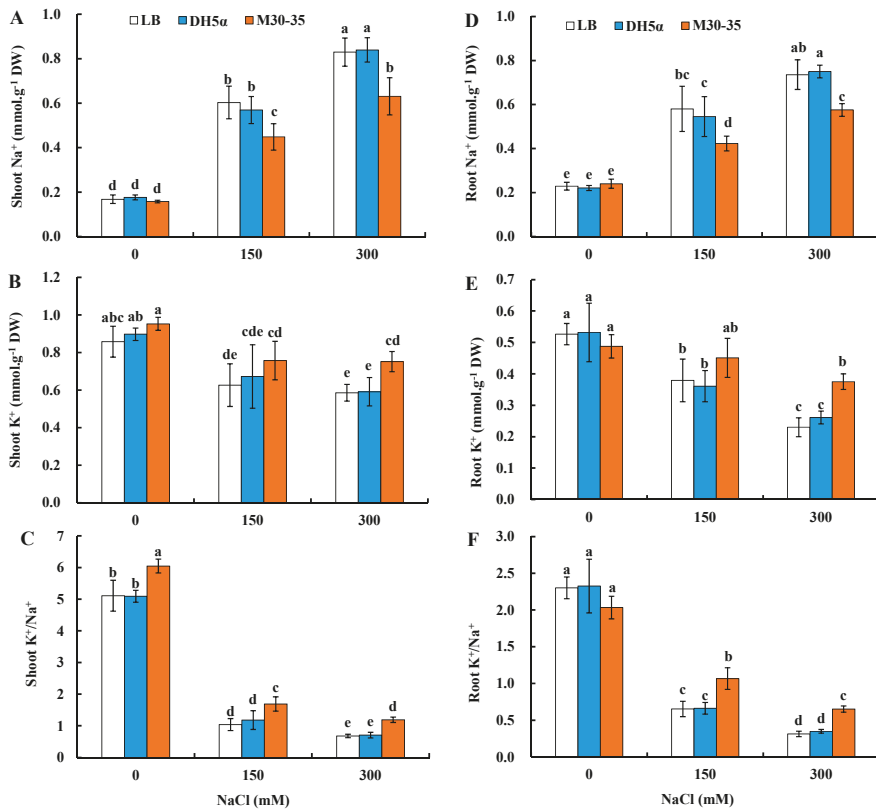 A
LB DH5α M30-35
Shoot Na⁺ (mmol.g⁻¹ DW)
1.0
0.8
0.6
0.4
0.2
0.0
d d d
b b c
a a b
0 150 300
D
LB DH5α M30-35
Root Na⁺ (mmol.g⁻¹ DW)
1.0
0.8
0.6
0.4
0.2
0.0
e e e
bc c d
ab a c
0 150 300
B
Shoot K⁺ (mmol.g⁻¹ DW)
1.2
1.0
0.8
0.6
0.4
0.2
0.0
abc ab a
de cde cd
e e cd
0 150 300
E
Root K⁺ (mmol.g⁻¹ DW)
0.7
0.6
0.5
0.4
0.3
0.2
0.1
0.0
a a a
b b ab
c c b
0 150 300
C
Shoot K⁺/Na⁺
7
6
5
4
3
2
1
0
b b a
d d c
e e d
0 150 300
NaCl (mM)
F
Root K⁺/Na⁺
3.0
2.5
2.0
1.5
1.0
0.5
0.0
a a a
c c b
d d c
0 150 300
NaCl (mM)